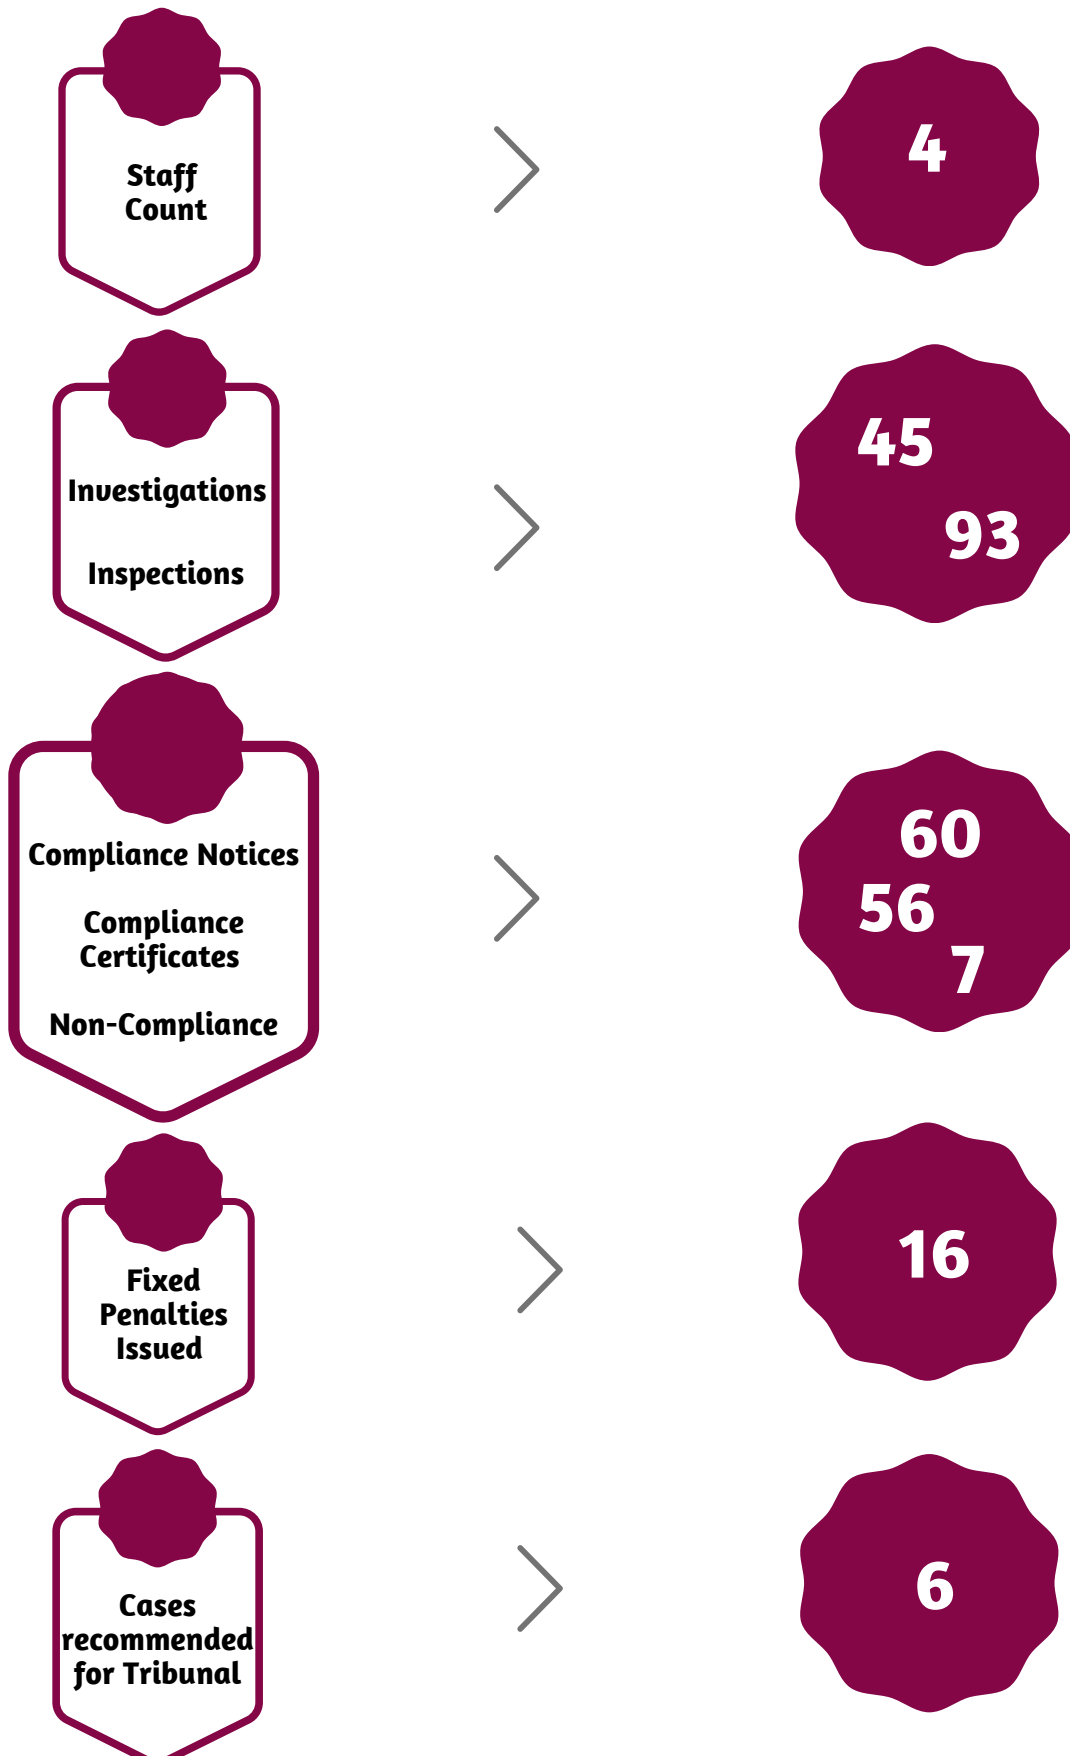 Staff
Count
4
Investigations
Inspections
45
93
Compliance Notices
Compliance
Certificates
Non-Compliance
60
56
7
Fixed
Penalties
Issued
16
Cases
recommended
for Tribunal
6